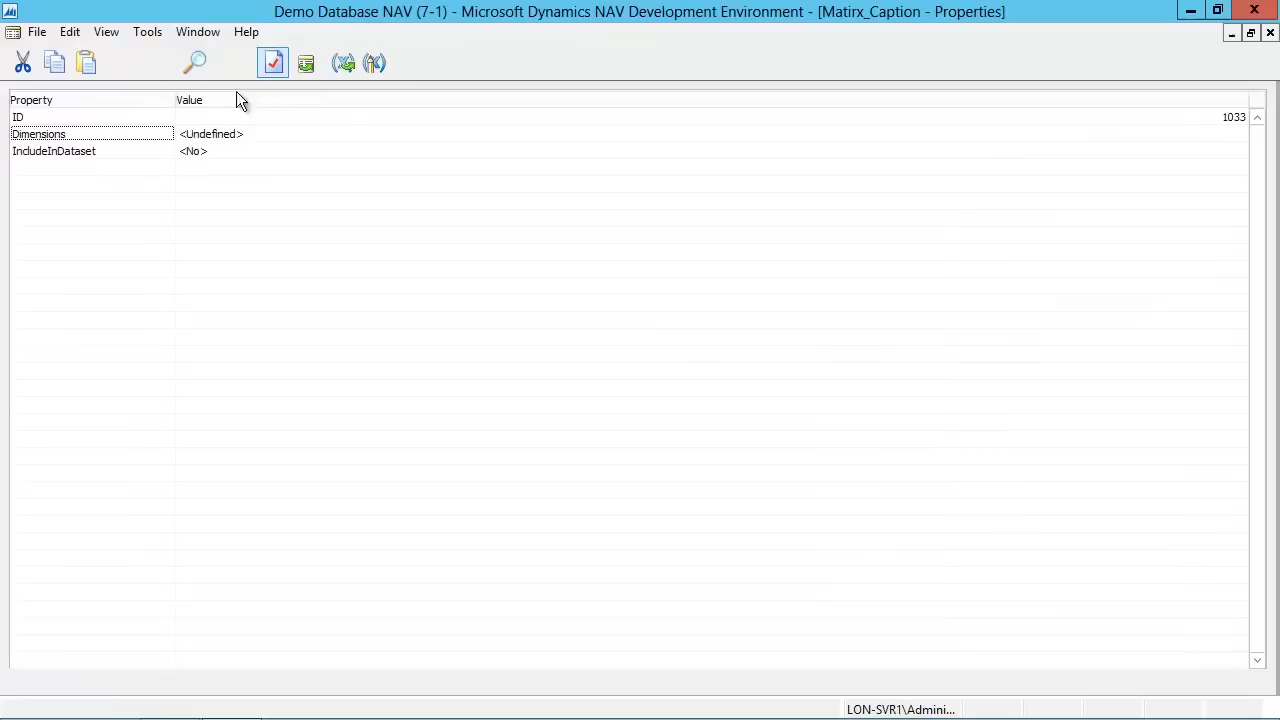 Demo Database NAV (7-1) - Microsoft Dynamics NAV Development Environment - [Matirx_Caption - Properties]
File Edit View Tools Window Help
Property Value
ID 1033
Dimensions <Undefined>
IncludeInDataset <No>
LON-SVR1\Admini...